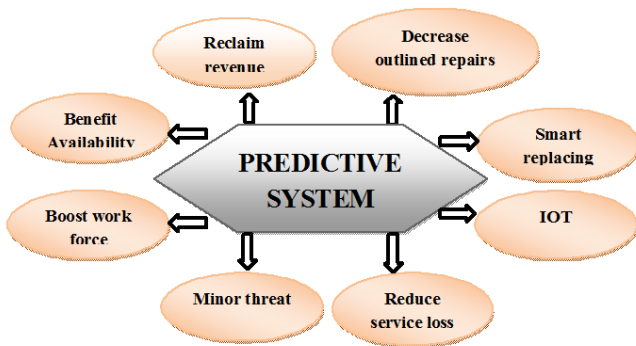 Reclaim
revenue
Decrease
outlined repairs
Benefit
Availability
Smart
replacing
PREDICTIVE
SYSTEM
Boost work
force
IOT
Minor threat
Reduce
service loss